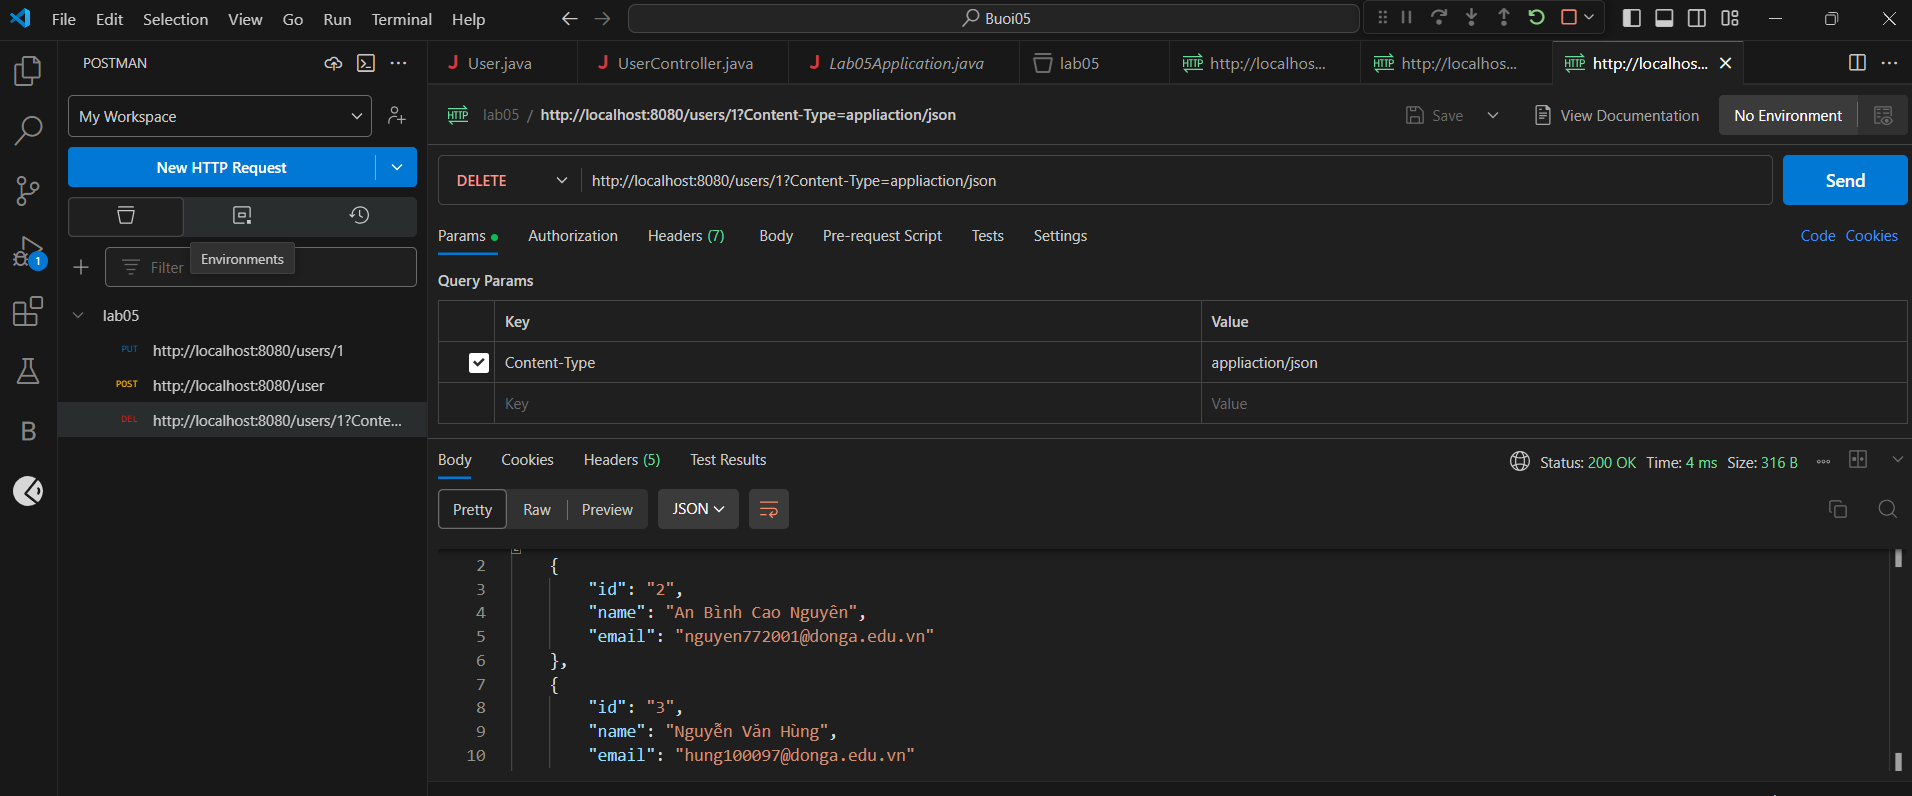 File Edit Selection View Go Run Terminal Help Buoi05
POSTMAN
User.java UserController.java Lab05Application.java lab05 http://localhos... http://localhos... http://localhos...
My Workspace
HTTP lab05 / http://localhost:8080/users/1?Content-Type=appliaction/json Save View Documentation No Environment
New HTTP Request
DELETE http://localhost:8080/users/1?Content-Type=appliaction/json Send
Params Authorization Headers (7) Body Pre-request Script Tests Settings Code Cookies
1
Filter Environments
Query Params
Key Value
Content-Type appliaction/json
Key Value
lab05
PUT http://localhost:8080/users/1
POST http://localhost:8080/user
DEL http://localhost:8080/users/1?Conte...
B
Body Cookies Headers (5) Test Results Status: 200 OK Time: 4 ms Size: 316 B
Pretty Raw Preview JSON
2 {
3 "id": "2",
4 "name": "An Bình Cao Nguyên",
5 "email": "nguyen772001@donga.edu.vn"
6 },
7 {
8 "id": "3",
9 "name": "Nguyễn Văn Hùng",
10 "email": "hung100097@donga.edu.vn"